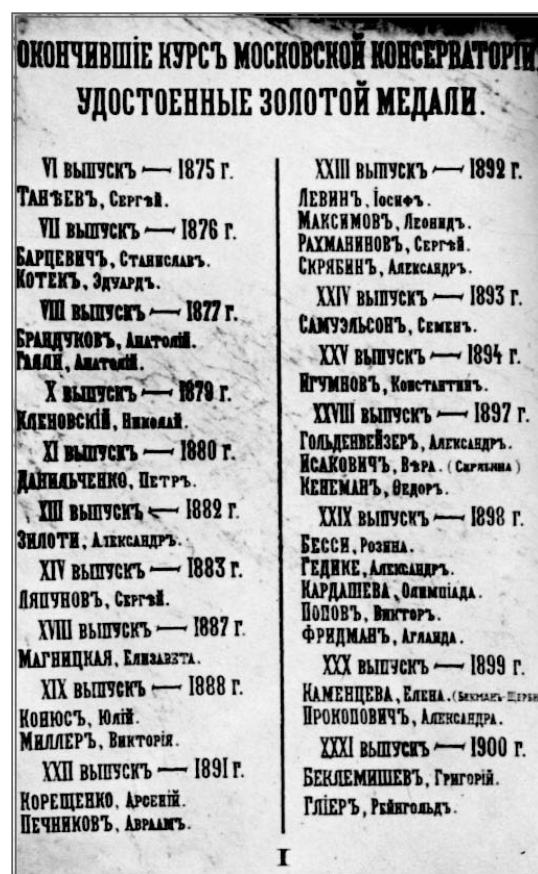 ОКОНЧИВШІЕ КУРСЪ МОСКОВСКОЙ КОНСЕРВАТОРІИ,
УДОСТОЕННЫЕ ЗОЛОТОЙ МЕДАЛИ.
VI ВЫПУСКЪ — 1875 Г.
ТАНѢЕВЪ, СЕРГѢЙ.
VII ВЫПУСКЪ — 1876 Г.
БАРЦЕВИЧЪ, СТАНИСЛАВЪ.
КОТЕКЪ, ЭДУАРДЪ.
VIII ВЫПУСКЪ — 1877 Г.
БРАНДУКОВЪ, АНАТОЛІЙ.
ГАЛЛИ, АНАТОЛІЙ.
X ВЫПУСКЪ — 1879 Г.
КЛЕНОВСКІЙ, НИКОЛАЙ.
XI ВЫПУСКЪ — 1880 Г.
ДАНИЛЬЧЕНКО, ПЕТРЪ.
XIII ВЫПУСКЪ — 1882 Г.
ЗИЛОТИ, АЛЕКСАНДРЪ.
XIV ВЫПУСКЪ — 1883 Г.
ЛЯПУНОВЪ, СЕРГѢЙ.
XVIII ВЫПУСКЪ — 1887 Г.
МАГНИЦКАЯ, ЕЛИЗАВЕТА.
XIX ВЫПУСКЪ — 1888 Г.
КОНЮСЪ, ЮЛІЙ.
МИЛЛЕРЪ, ВИКТОРІЯ.
XXII ВЫПУСКЪ — 1891 Г.
КОРЕЩЕНКО, АРСЕНІЙ.
ПЕЧНИКОВЪ, АВРААМЪ.
XXIII ВЫПУСКЪ — 1892 Г.
ЛЕВИНЪ, ІОСИФЪ.
МАКСИМОВЪ, ЛЕОНИДЪ.
РАХМАНИНОВЪ, СЕРГѢЙ.
СКРЯБИНЪ, АЛЕКСАНДРЪ.
XXIV ВЫПУСКЪ — 1893 Г.
САМУЭЛЬСОНЪ, СЕМЕНЪ.
XXV ВЫПУСКЪ — 1894 Г.
ИГУМНОВЪ, КОНСТАНТИНЪ.
XXVIII ВЫПУСКЪ — 1897 Г.
ГОЛЬДЕНВЕЙЗЕРЪ, АЛЕКСАНДРЪ.
ИСАКОВИЧЪ, ВѢРА. (СКРЯБИНА)
КЕНЕМАНЪ, ѲЕДОРЪ.
XXIX ВЫПУСКЪ — 1898 Г.
БЕССИ, РОЗИНА.
ГЕДИКЕ, АЛЕКСАНДРЪ.
КАРДАШЕВА, ОЛИМПІАДА.
ПОПОВЪ, ВИКТОРЪ.
ФРИДМАНЪ, АГЛАИДА.
XXX ВЫПУСКЪ — 1899 Г.
КАМЕНЦЕВА, ЕЛЕНА. (БЕКМАНЪ-ЩЕРБИ
ПРОКОПОВИЧЪ, АЛЕКСАНДРА.
XXXI ВЫПУСКЪ — 1900 Г.
БЕКЛЕМИШЕВЪ, ГРИГОРІЙ.
ГЛІЕРЪ, РЕЙНГОЛЬДЪ.
I